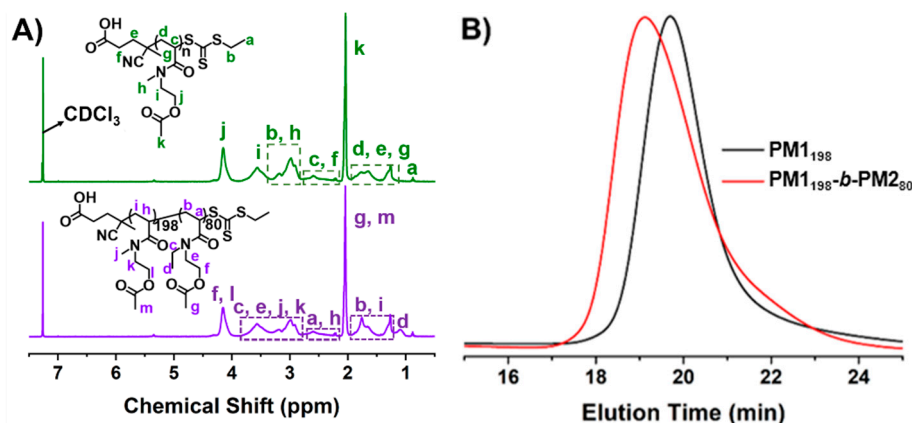 A)
OH
O
e
d
c
n
S
S
a
b
S
f
NC
g
O
h
N
i
j
O
O
k
CDCl3
j
i
b, h
c, f
k
d, e, g
a
OH
O
i
h
b
a
198
80
S
S
S
NC
O
O
j
N
c
N
k
l
d
e
f
O
O
O
O
m
g
f, l
c, e, j, k
a, h
g, m
b, i
d
7
6
5
4
3
2
1
Chemical Shift (ppm)
B)
PM1198
PM1198-b-PM280
16
18
20
22
24
Elution Time (min)